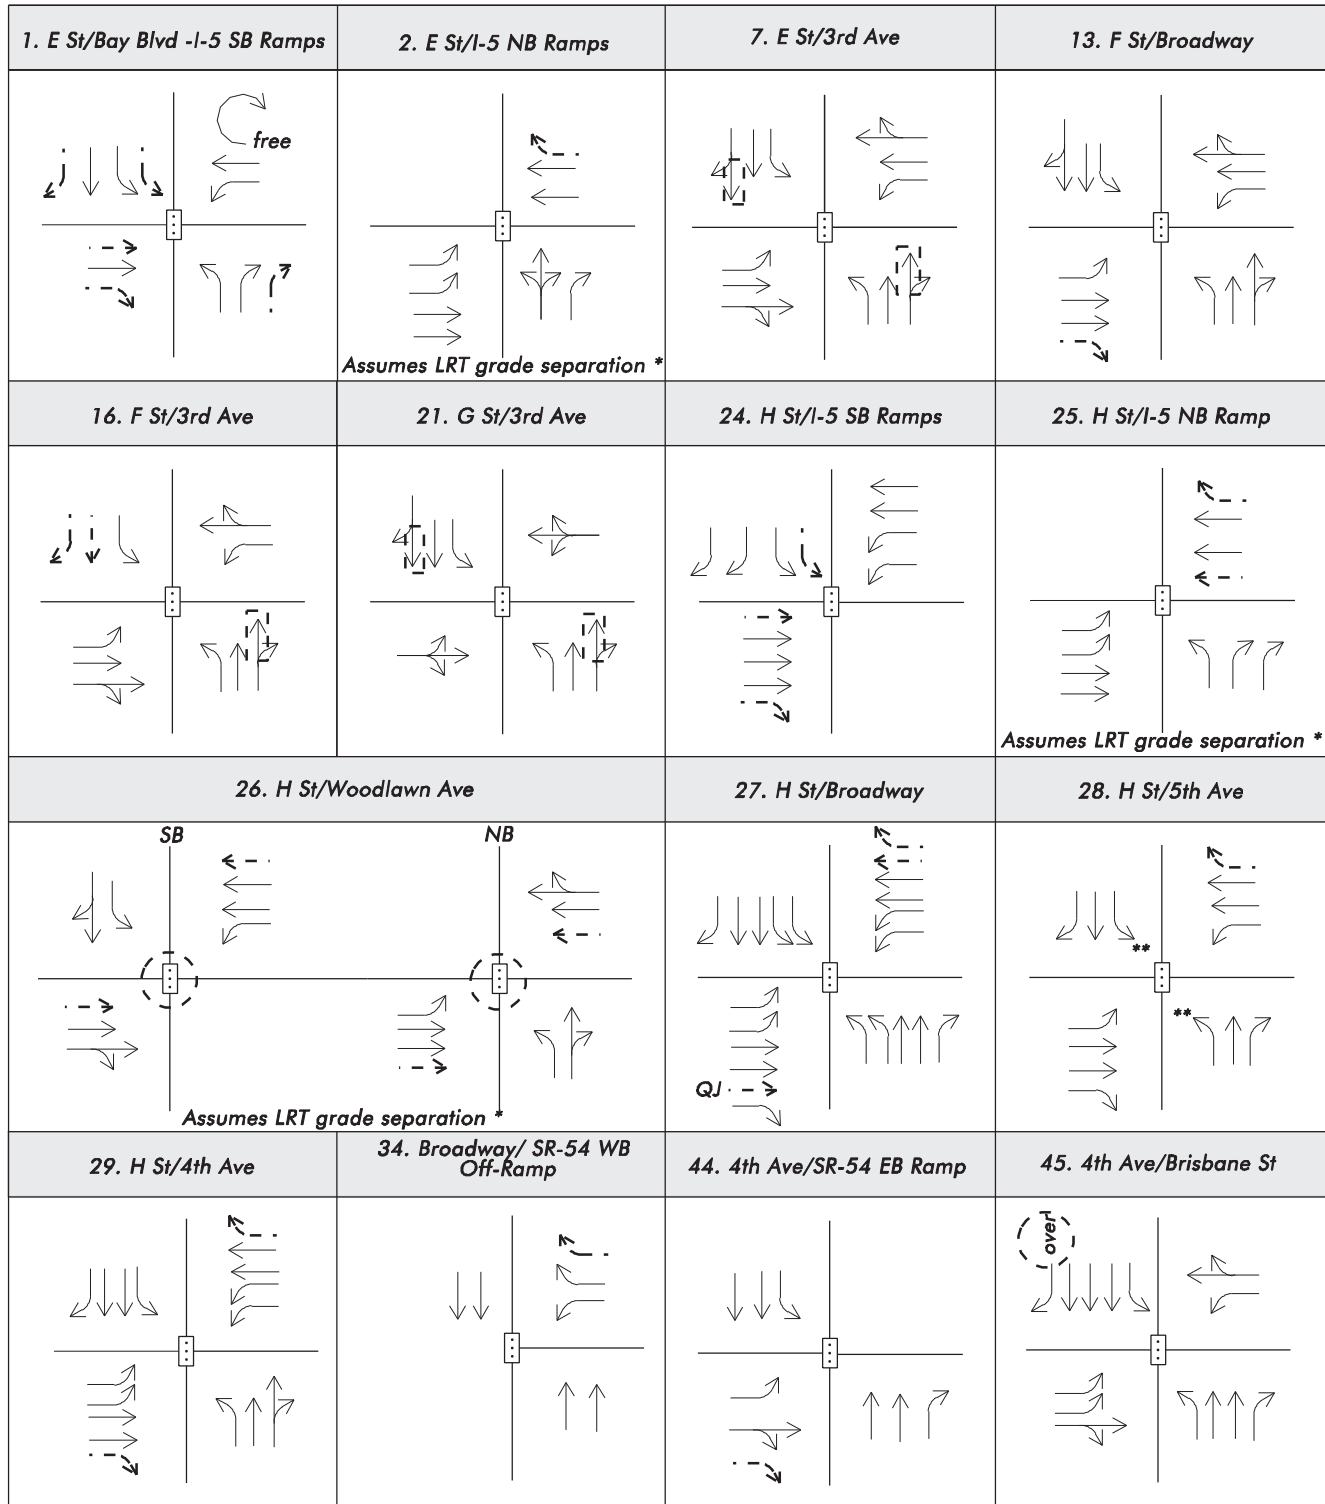 1. E St/Bay Blvd -I-5 SB Ramps
2. E St/I-5 NB Ramps
7. E St/3rd Ave
13. F St/Broadway
free
Assumes LRT grade separation *
16. F St/3rd Ave
21. G St/3rd Ave
24. H St/I-5 SB Ramps
25. H St/I-5 NB Ramp
Assumes LRT grade separation *
26. H St/Woodlawn Ave
27. H St/Broadway
28. H St/5th Ave
SB
NB
**
**
QJ
Assumes LRT grade separation *
29. H St/4th Ave
34. Broadway/ SR-54 WB
Off-Ramp
44. 4th Ave/SR-54 EB Ramp
45. 4th Ave/Brisbane St
over